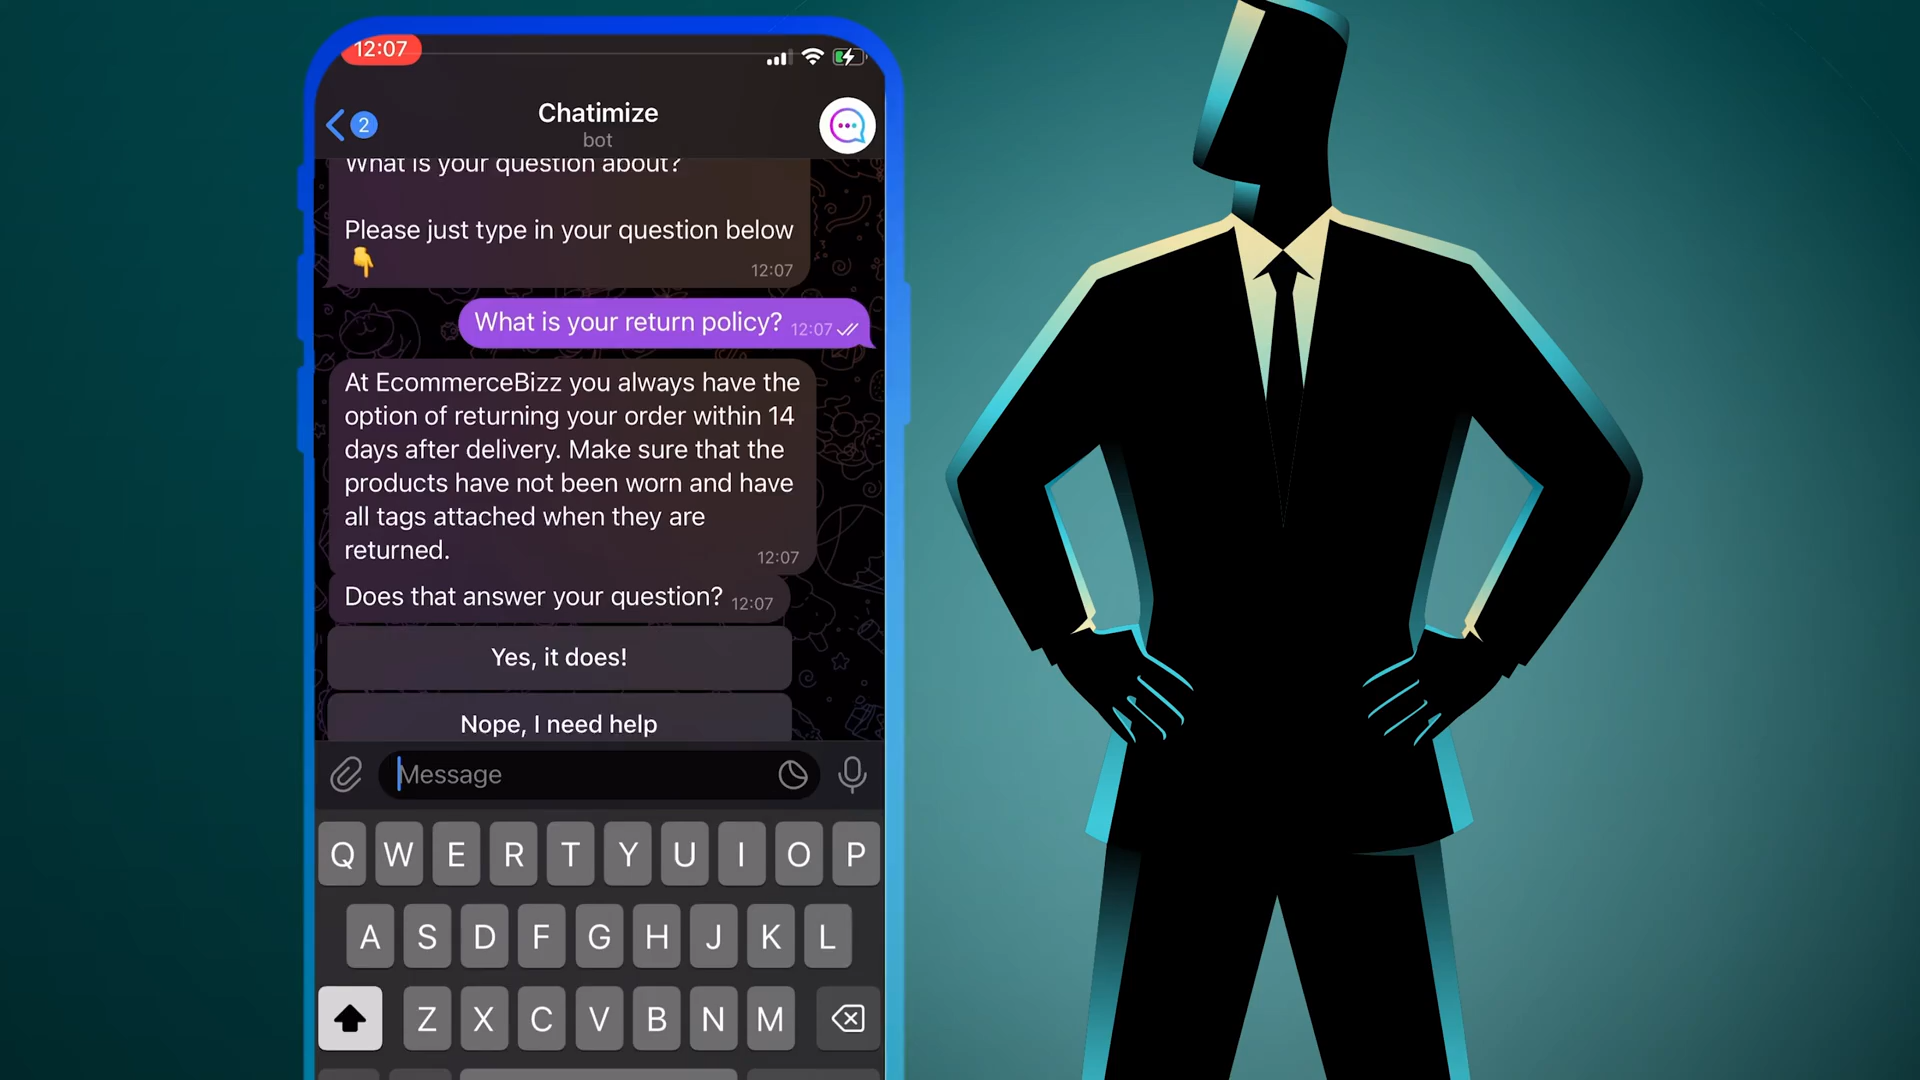 12:07
Chatimize
2
bot
What is your question about?
Please just type in your question below
12:07
What is your return policy? 12:07
At EcommerceBizz you always have the
option of returning your order within 14
days after delivery. Make sure that the
products have not been worn and have
all tags attached when they are
returned.
12:07
Does that answer your question? 12:07
Yes, it does!
Nope, I need help
Message
Q W E R T Y U I O P
A S D F G H J K L
Z X C V B N M